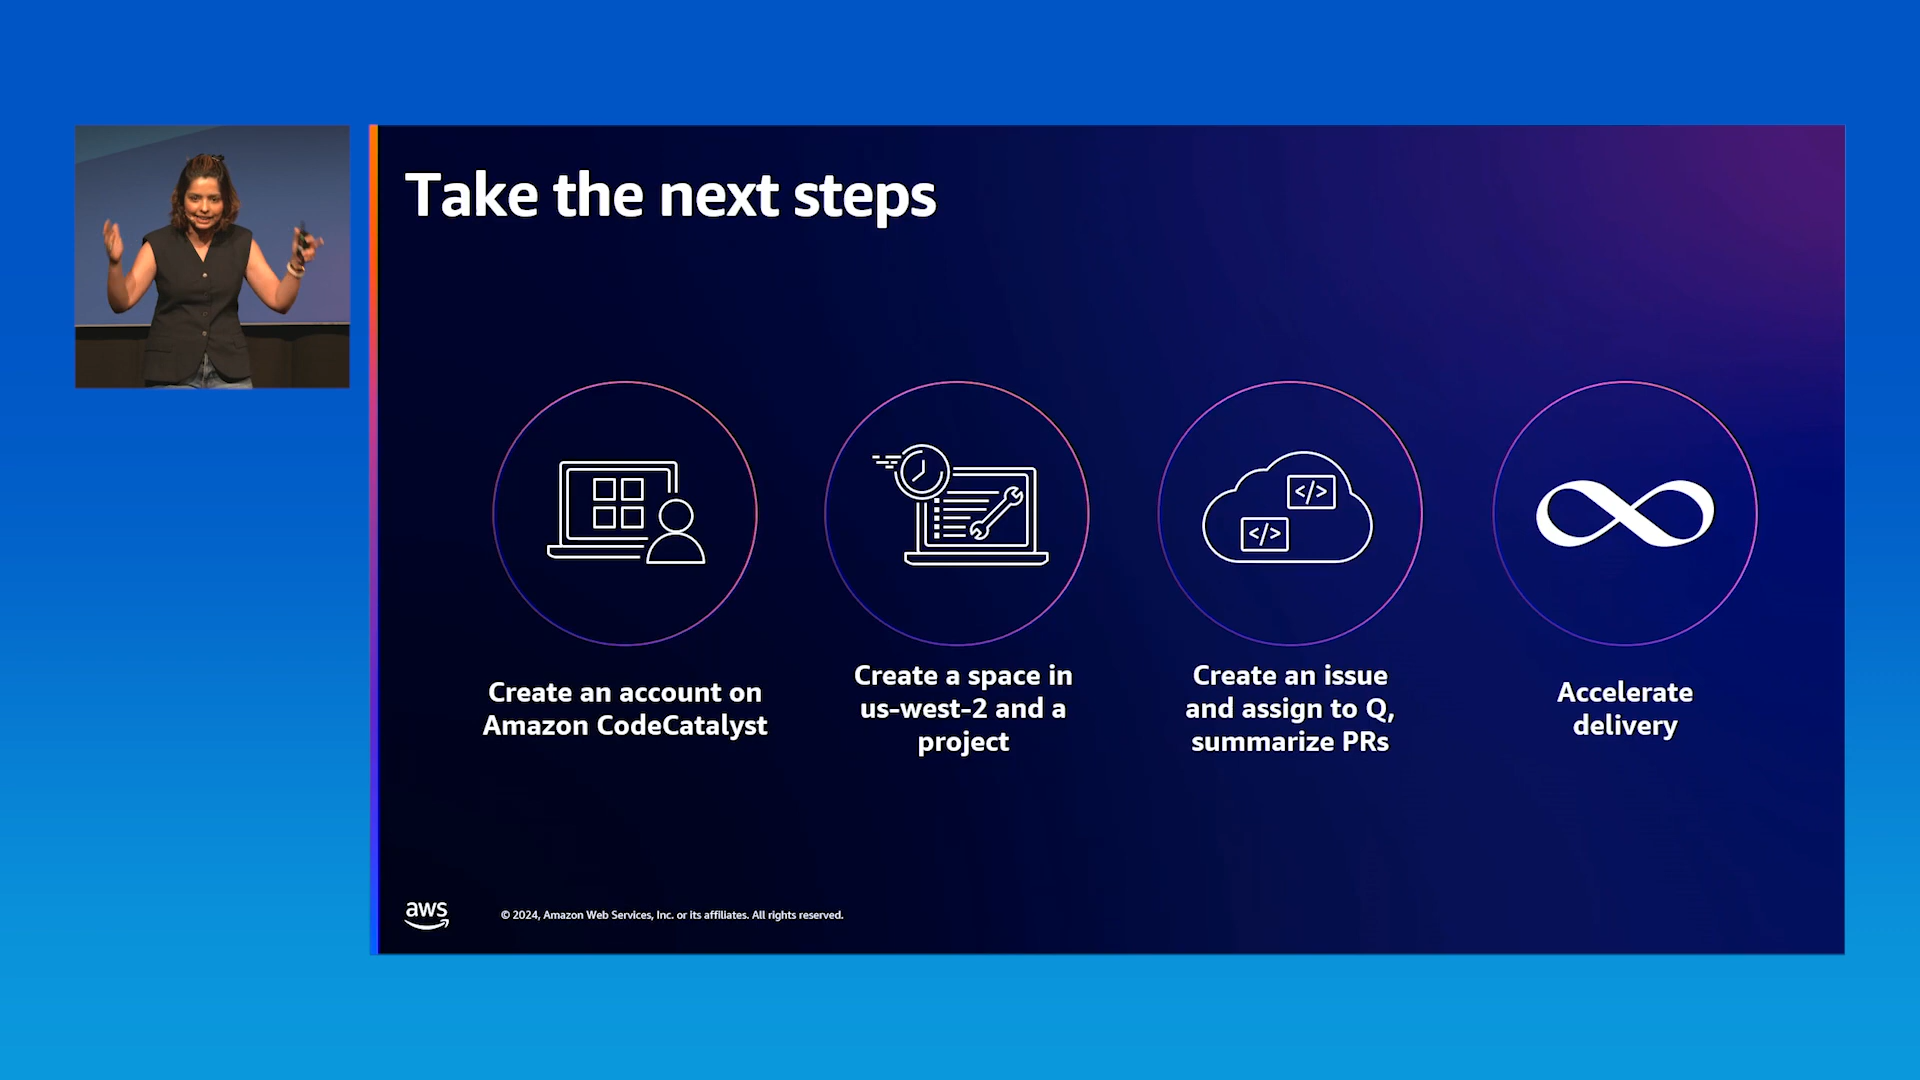 Take the next steps
</>
</>
Create an account on
Amazon CodeCatalyst
Create a space in
us-west-2 and a
project
Create an issue
and assign to Q,
summarize PRs
Accelerate
delivery
aws
© 2024, Amazon Web Services, Inc. or its affiliates. All rights reserved.